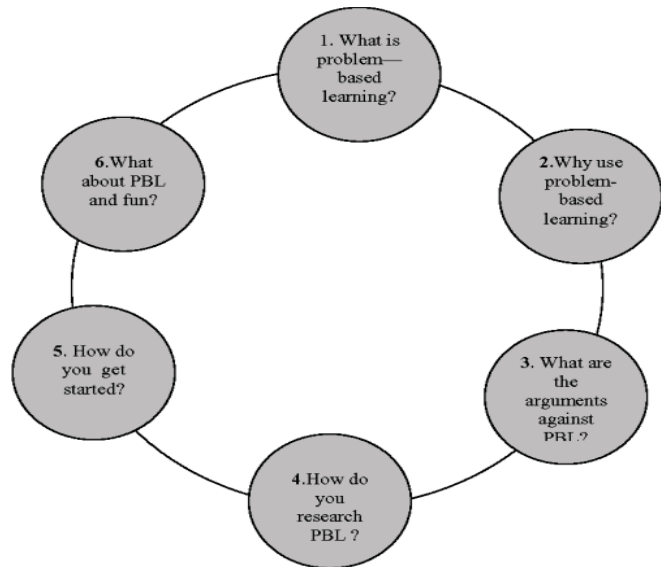 1. What is
problem—
based
learning?
2.Why use
problem-
based
learning?
3. What are
the
arguments
against
PBL?
4.How do
you
research
PBL ?
5. How do
you get
started?
6.What
about PBL
and fun?